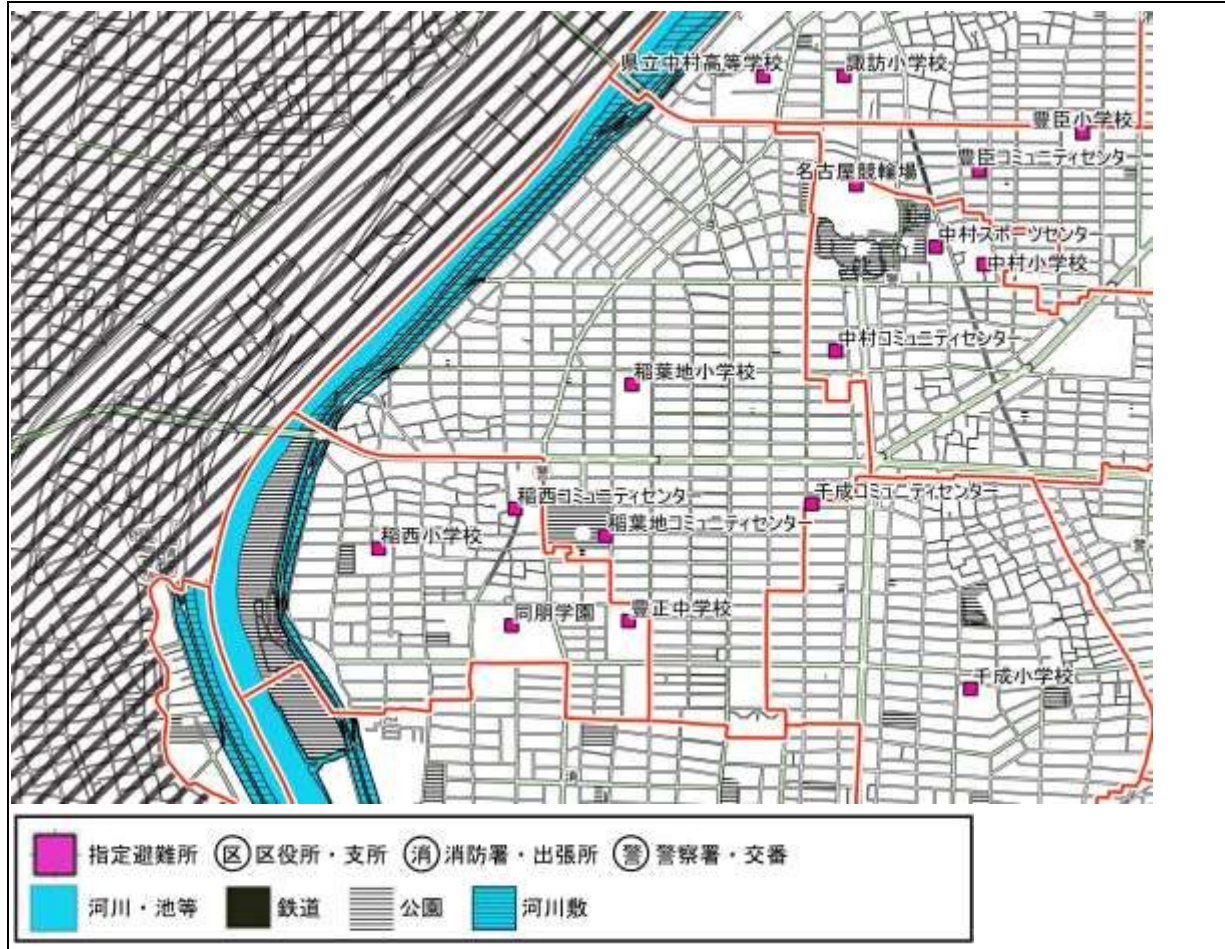 県立中村高等学校
諏訪小学校
豊臣小学校
豊臣コミュニティセンター
名古屋競輪場
中村スポーツセンター
中村小学校
中村コミュニティセンター
稲葉地小学校
稲西コミュニティセンター
千成コミュニティセンター
稲葉地コミュニティセンター
稲西小学校
同朋学園
豊正中学校
千成小学校
指定避難所 区 区役所・支所 消 消防署・出張所 警 警察署・交番
河川・池等 鉄道 公園 河川敷